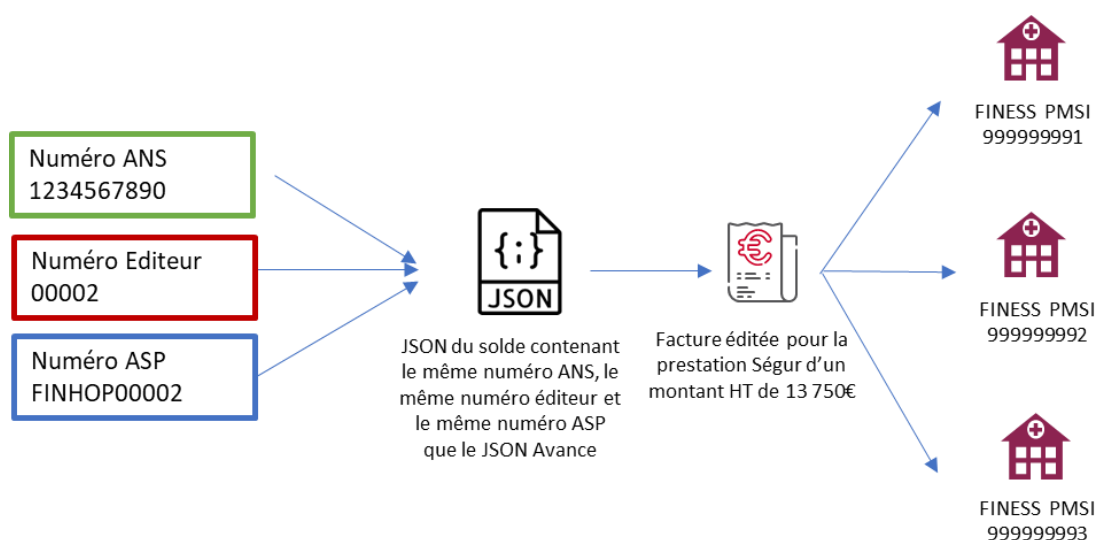 Numéro ANS
1234567890
Numéro Editeur
00002
Numéro ASP
FINHOP00002
{;}
JSON
JSON du solde contenant
le même numéro ANS, le
même numéro éditeur et
le même numéro ASP
que le JSON Avance
€
Facture éditée pour la
prestation Ségur d’un
montant HT de 13 750€
FINESS PMSI
999999991
FINESS PMSI
999999992
FINESS PMSI
999999993